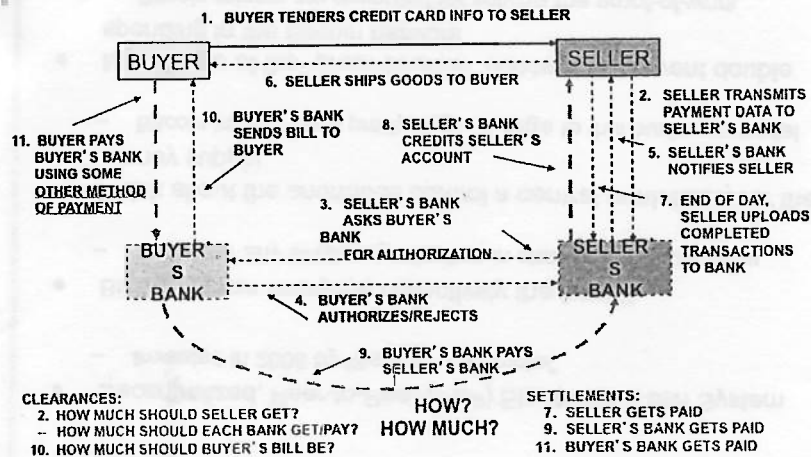 1. BUYER TENDERS CREDIT CARD INFO TO SELLER
BUYER
SELLER
6. SELLER SHIPS GOODS TO BUYER
11. BUYER PAYS
BUYER'S BANK
USING SOME
OTHER METHOD
OF PAYMENT
10. BUYER'S BANK
SENDS BILL TO
BUYER
8. SELLER'S BANK
CREDITS SELLER'S
ACCOUNT
2. SELLER TRANSMITS
PAYMENT DATA TO
SELLER'S BANK
5. SELLER'S BANK
NOTIFIES SELLER
7. END OF DAY,
SELLER UPLOADS
COMPLETED
TRANSACTIONS
TO BANK
3. SELLER'S BANK
ASKS BUYER'S
BANK
FOR AUTHORIZATION
BUYER'
S
BANK
SELLER'
S
BANK
4. BUYER'S BANK
AUTHORIZES/REJECTS
9. BUYER'S BANK PAYS
SELLER'S BANK
CLEARANCES:
2. HOW MUCH SHOULD SELLER GET?
-- HOW MUCH SHOULD EACH BANK GET/PAY?
10. HOW MUCH SHOULD BUYER'S BILL BE?
HOW?
HOW MUCH?
SETTLEMENTS:
7. SELLER GETS PAID
9. SELLER'S BANK GETS PAID
11. BUYER'S BANK GETS PAID